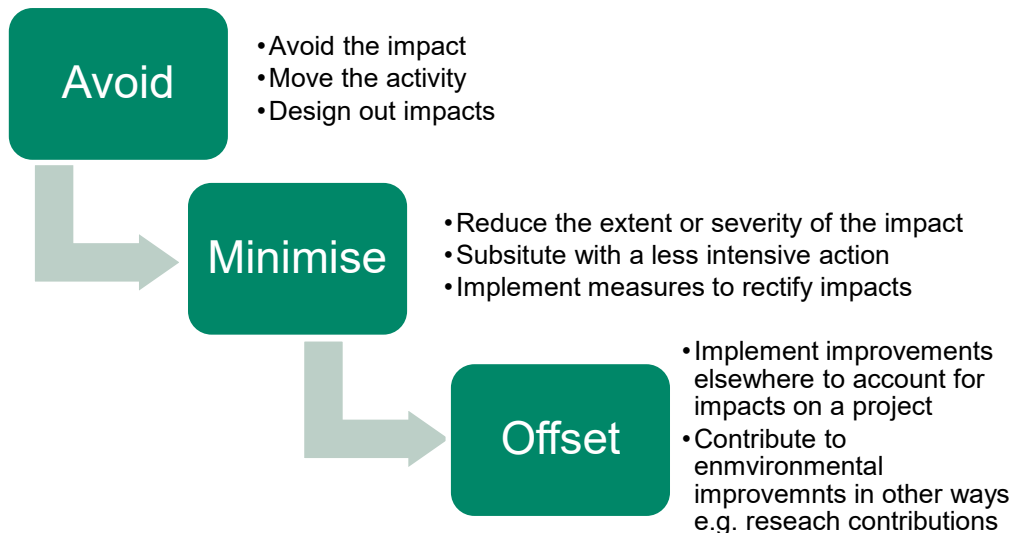 Avoid
•Avoid the impact
•Move the activity
•Design out impacts
Minimise
•Reduce the extent or severity of the impact
•Subsitute with a less intensive action
•Implement measures to rectify impacts
Offset
•Implement improvements
elsewhere to account for
impacts on a project
•Contribute to
enmvironmental
improvemnts in other ways
e.g. reseach contributions